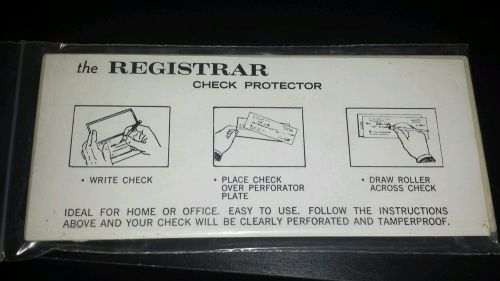 the REGISTRAR
CHECK PROTECTOR
• WRITE CHECK
• PLACE CHECK
OVER PERFORATOR
PLATE
• DRAW ROLLER
ACROSS CHECK
IDEAL FOR HOME OR OFFICE. EASY TO USE. FOLLOW THE INSTRUCTIONS
ABOVE AND YOUR CHECK WILL BE CLEARLY PERFORATED AND TAMPERPROOF.